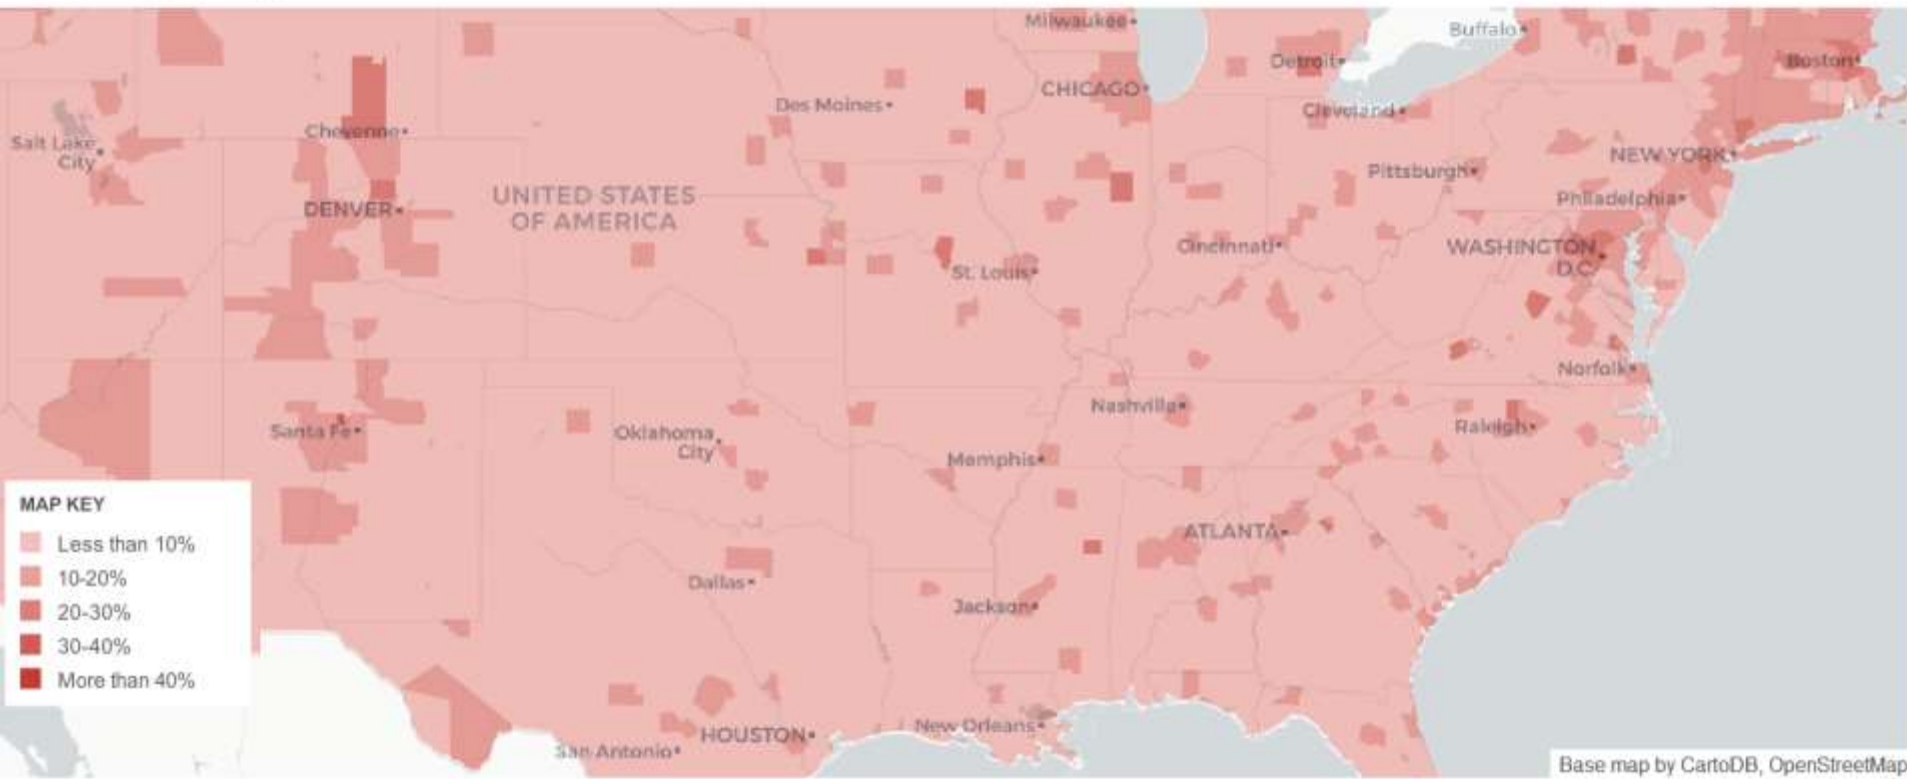 Milwaukee
Buffalo
Detroit
Boston
CHICAGO
Des Moines
Cleveland
Cheyenne
Salt Lake
City
NEW YORK
Pittsburgh
UNITED STATES
OF AMERICA
Philadelphia
DENVER
Cincinnati
WASHINGTON,
D.C.
St. Louis
Norfolk
Nashville
Santa Fe
Oklahoma
City
Raleigh
Memphis
MAP KEY
Less than 10%
10-20%
20-30%
30-40%
More than 40%
ATLANTA
Dallas
Jackson
New Orleans
HOUSTON
San Antonio
Base map by CartoDB, OpenStreetMap